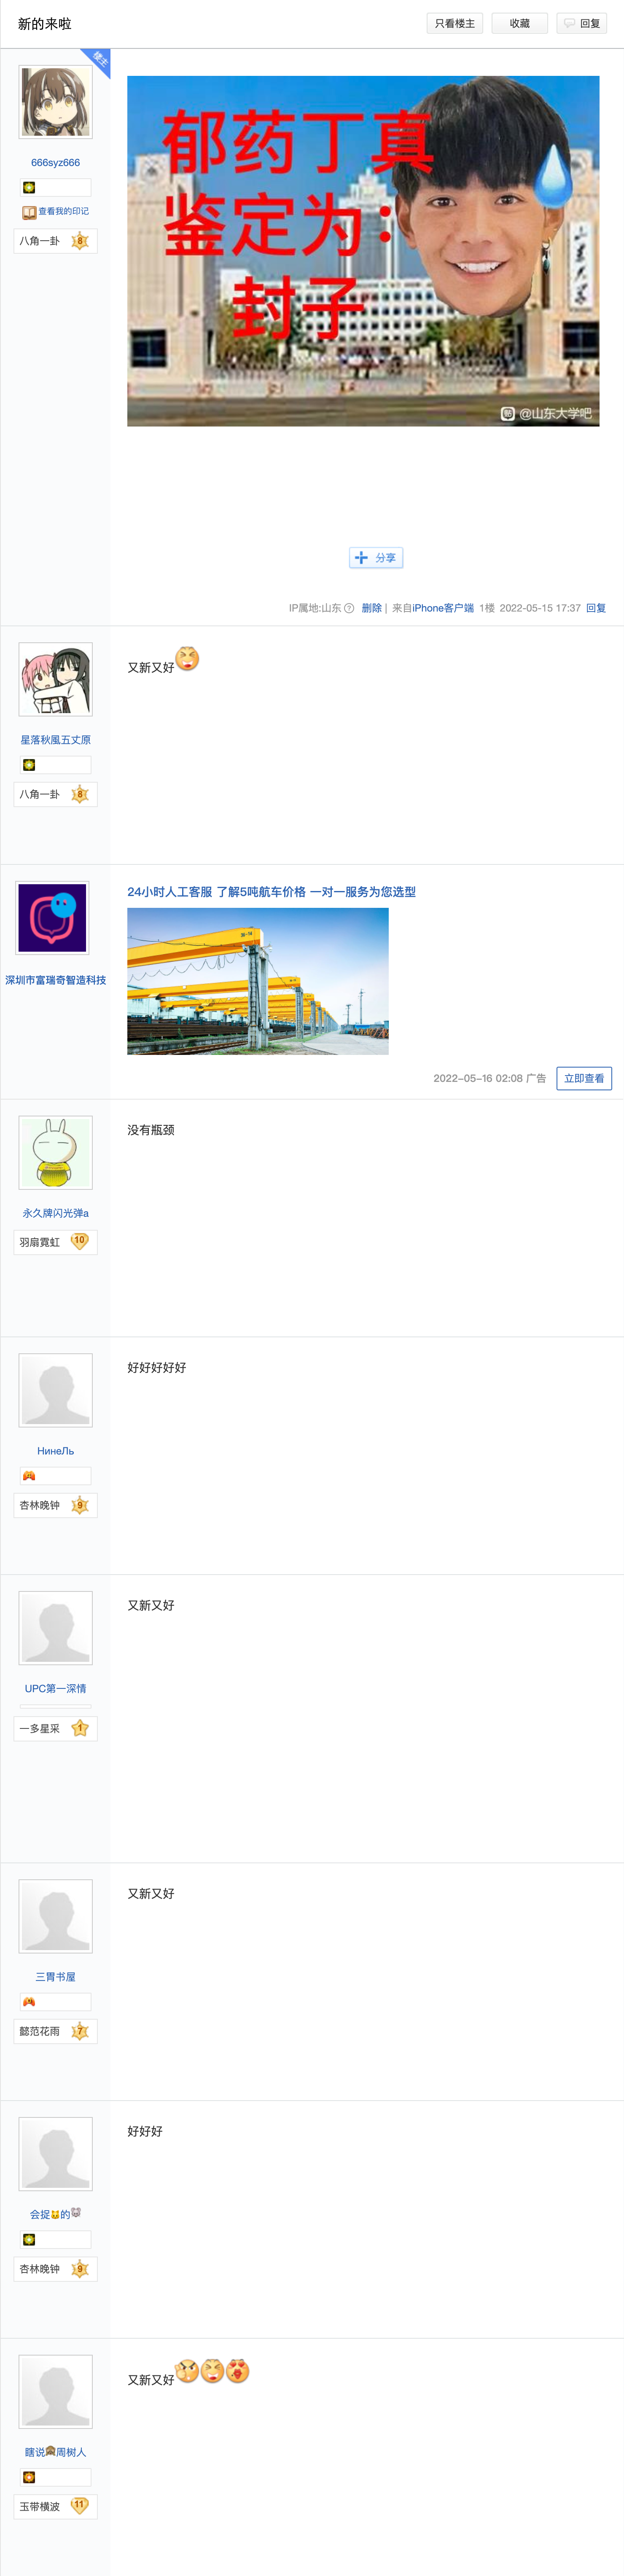 新的来啦
只看楼主
收藏
回复
楼主
郁药丁真
鉴定为：
封子
@山东大学吧
666syz666
查看我的印记
八角一卦 8
分享
IP属地:山东 ? 删除 | 来自iPhone客户端 1楼 2022-05-15 17:37 回复
又新又好
星落秋風五丈原
八角一卦 8
24小时人工客服 了解5吨航车价格 一对一服务为您选型
深圳市富瑞奇智造科技
2022-05-16 02:08 广告 立即查看
没有瓶颈
永久牌闪光弹a
羽扇霓虹 10
好好好好好
НинеЛь
杏林晚钟 9
又新又好
UPC第一深情
一多星采 1
又新又好
三胃书屋
懿范花雨 7
好好好
会捉🐱的🐭
杏林晚钟 9
又新又好
瞎说🙊周树人
玉带横波 11